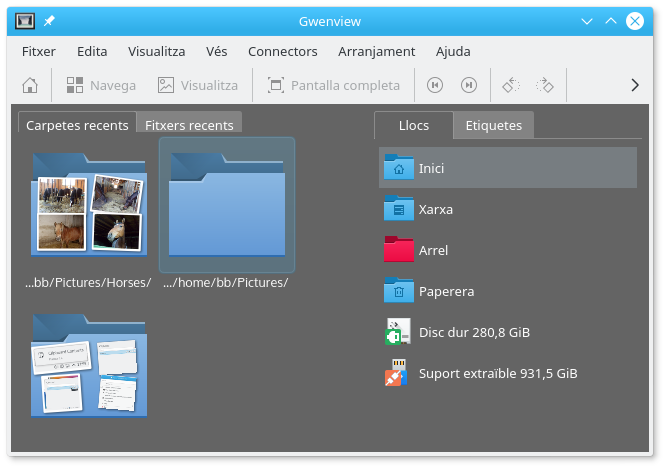 Gwenview
Fitxer Edita Visualitza Vés Connectors Arranjament Ajuda
Navega Visualitza Pantalla completa
Carpetes recents Fitxers recents
...bb/Pictures/Horses/ .../home/bb/Pictures/
Llocs Etiquetes
Inici
Xarxa
Arrel
Paperera
Disc dur 280,8 GiB
Suport extraïble 931,5 GiB